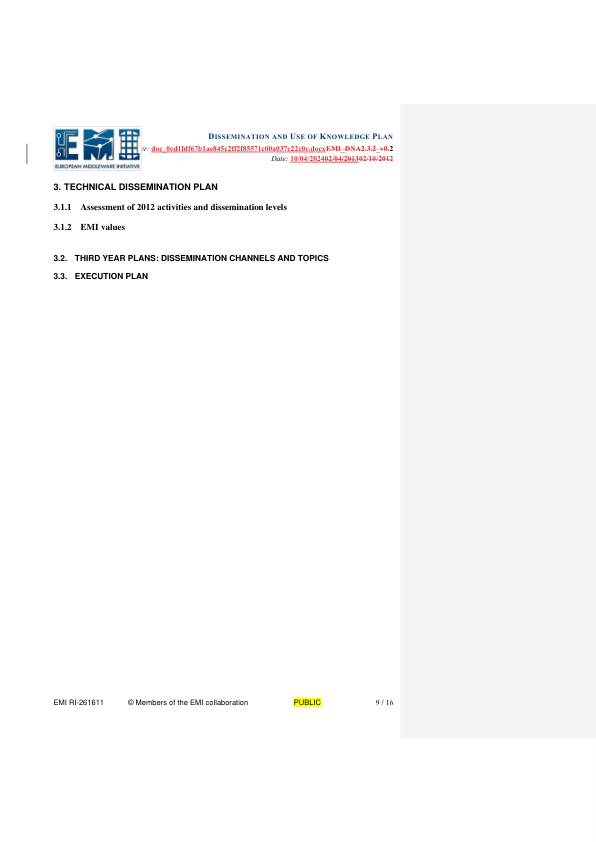 EMI
EUROPEAN MIDDLEWARE INITIATIVE
DISSEMINATION AND USE OF KNOWLEDGE PLAN
doc_0cd1fdf67b1ae845c2ff2f85571c00a037c22c0c.docxEMI_DNA2.3.2_v0.2
Date: 10/04/202402/04/201302/10/2012
3. TECHNICAL DISSEMINATION PLAN
3.1.1 Assessment of 2012 activities and dissemination levels
3.1.2 EMI values
3.2. THIRD YEAR PLANS: DISSEMINATION CHANNELS AND TOPICS
3.3. EXECUTION PLAN
EMI RI-261611 © Members of the EMI collaboration PUBLIC 9 / 16